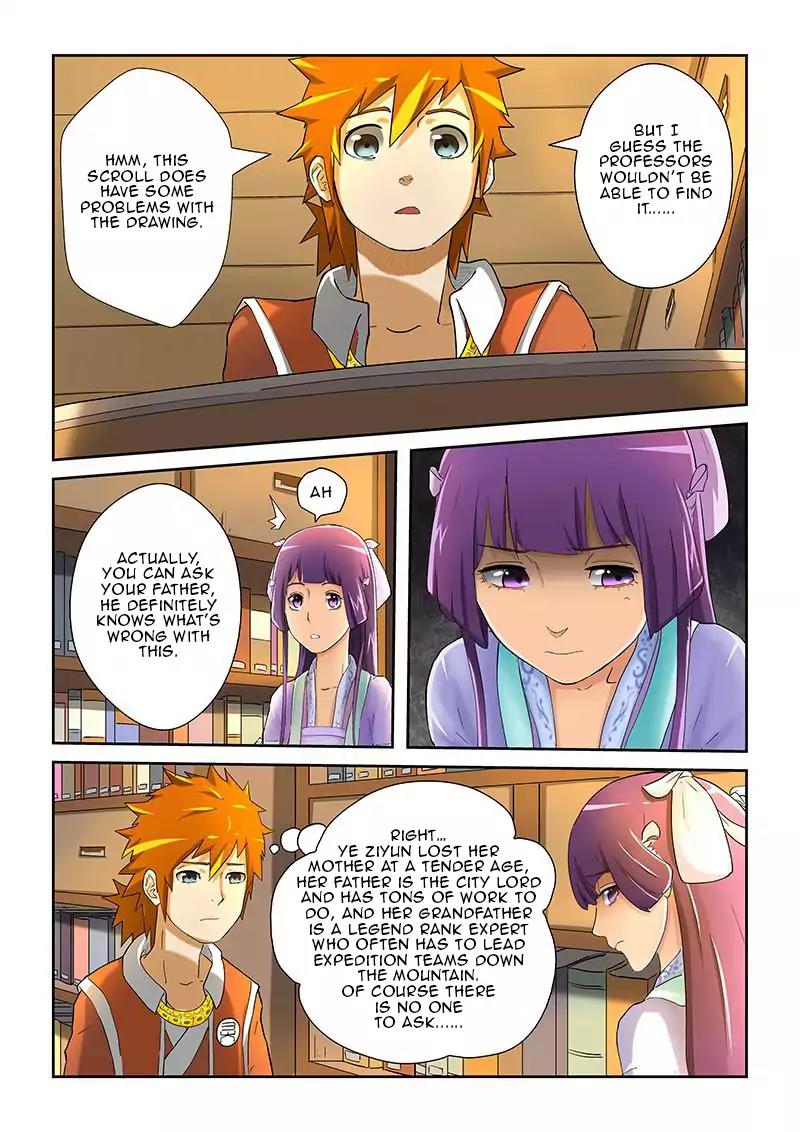 HMM, THIS
SCROLL DOES
HAVE SOME
PROBLEMS WITH
THE DRAWING.
BUT I
GUESS THE
PROFESSORS
WOULDN'T BE
ABLE TO FIND
IT......
ACTUALLY,
YOU CAN ASK
YOUR FATHER,
HE DEFINITELY
KNOWS WHAT'S
WRONG WITH
THIS.
AH
RIGHT...
YE ZIYUN LOST HER
MOTHER AT A TENDER AGE,
HER FATHER IS THE CITY LORD
AND HAS TONS OF WORK TO
DO, AND HER GRANDFATHER
IS A LEGEND RANK EXPERT
WHO OFTEN HAS TO LEAD
EXPEDITION TEAMS DOWN
THE MOUNTAIN.
OF COURSE THERE
IS NO ONE
TO ASK......